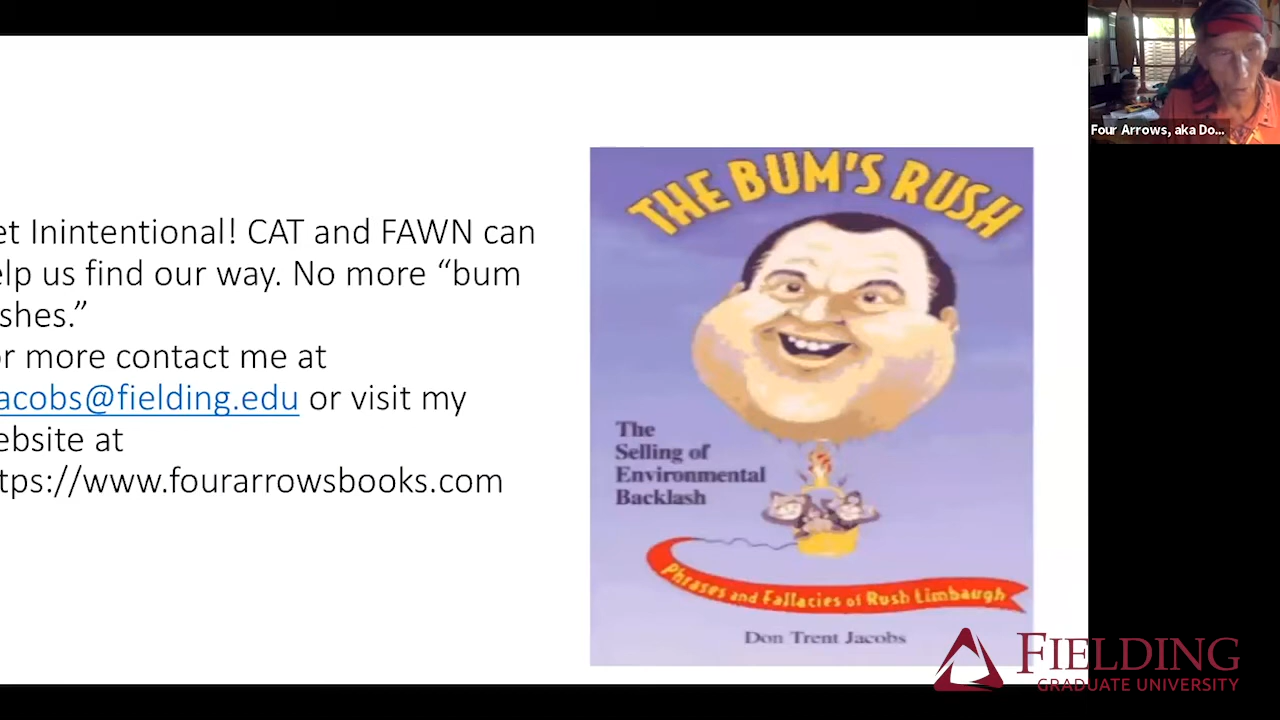 et Inintentional! CAT and FAWN can
elp us find our way. No more “bum
shes.”
or more contact me at
acobs@fielding.edu or visit my
ebsite at
tps://www.fourarrowsbooks.com
THE BUM'S RUSH
The
Selling of
Environmental
Backlash
Phrases and Fallacies of Rush Limbaugh
Don Trent Jacobs
Four Arrows, aka Do...
FIELDING
GRADUATE UNIVERSITY